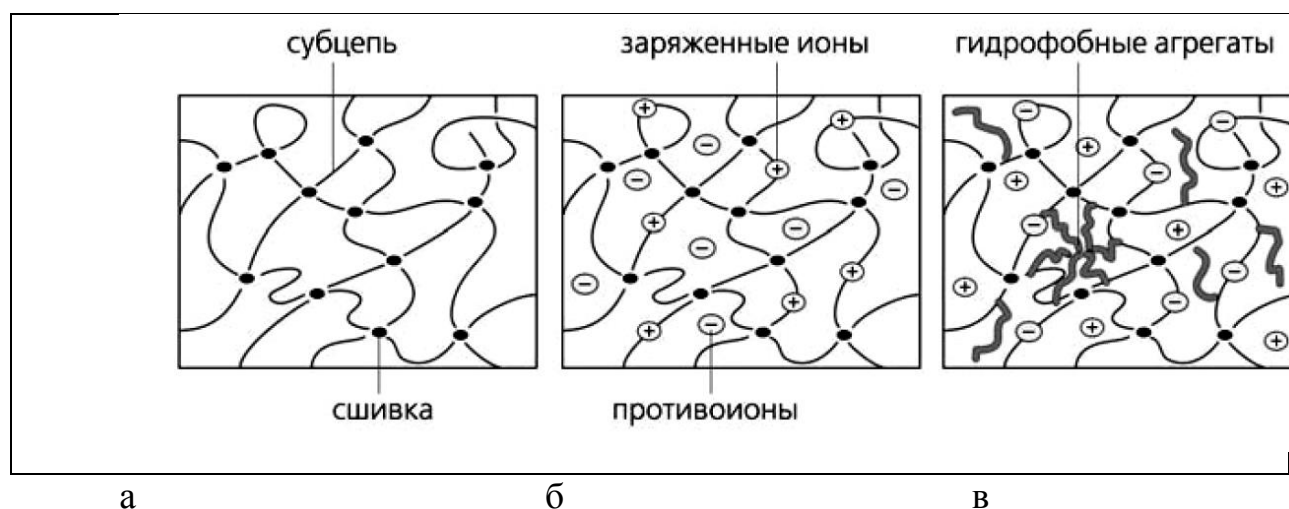 субцепь заряженные ионы гидрофобные агрегаты
сшивка противоионы
а б в